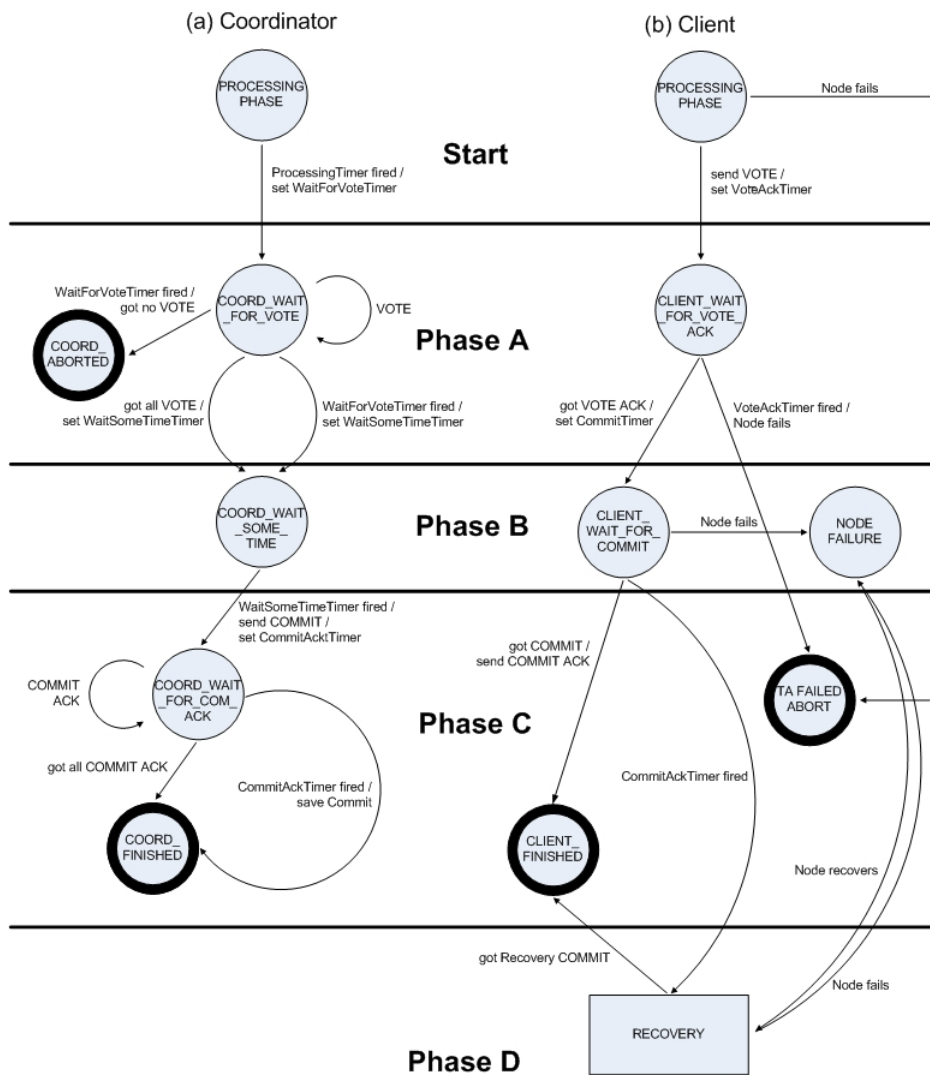 (a) Coordinator
(b) Client
PROCESSING
PHASE
PROCESSING
PHASE
Node fails
Start
ProcessingTimer fired /
set WaitForVoteTimer
send VOTE /
set VoteAckTimer
WaitForVoteTimer fired /
got no VOTE
COORD_WAIT
_FOR_VOTE
VOTE
CLIENT_WAIT
_FOR_VOTE_
ACK
COORD_
ABORTED
Phase A
got all VOTE /
set WaitSomeTimeTimer
WaitForVoteTimer fired /
set WaitSomeTimeTimer
got VOTE ACK /
set CommitTimer
VoteAckTimer fired /
Node fails
COORD_WAIT
_SOME_
TIME
Phase B
CLIENT_
WAIT_FOR_
COMMIT
Node fails
NODE
FAILURE
WaitSomeTimeTimer fired /
send COMMIT /
set CommitAcktTimer
got COMMIT /
send COMMIT ACK
COMMIT
ACK
COORD_WAIT
_FOR_COM_
ACK
TA FAILED
ABORT
Phase C
got all COMMIT ACK
CommitAckTimer fired /
save Commit
CommitAckTimer fired
COORD_
FINISHED
CLIENT_
FINISHED
Node recovers
got Recovery COMMIT
Node fails
RECOVERY
Phase D